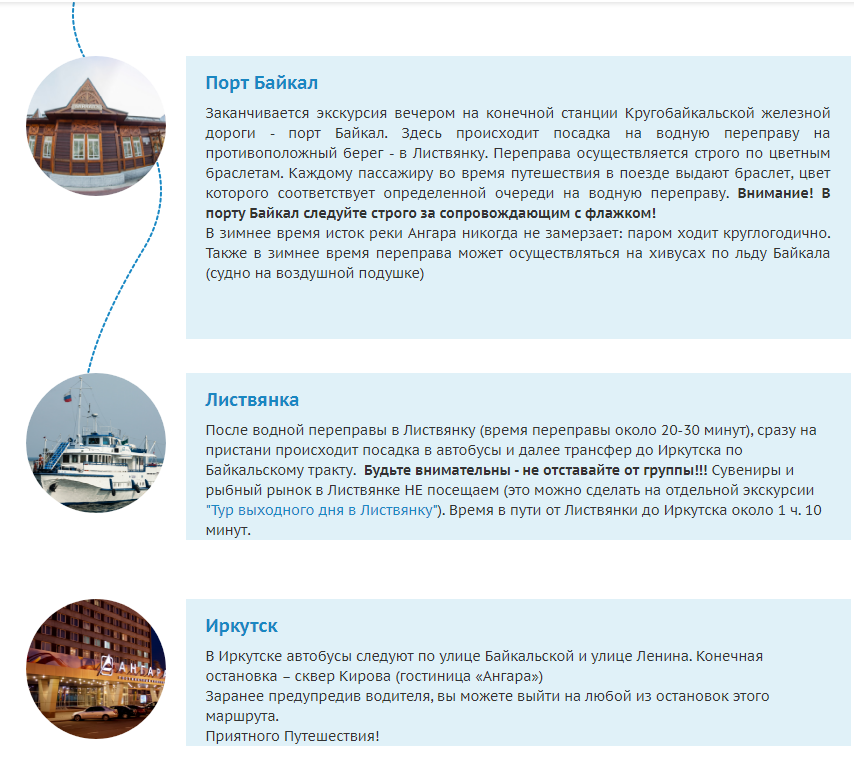 Порт Байкал
Заканчивается экскурсия вечером на конечной станции Кругобайкальской железной
дороги - порт Байкал. Здесь происходит посадка на водную переправу на
противоположный берег - в Листвянку. Переправа осуществляется строго по цветным
браслетам. Каждому пассажиру во время путешествия в поезде выдают браслет, цвет
которого соответствует определенной очереди на водную переправу. Внимание! В
порту Байкал следуйте строго за сопровождающим с флажком!
В зимнее время исток реки Ангара никогда не замерзает: паром ходит круглогодично.
Также в зимнее время переправа может осуществляться на хивусах по льду Байкала
(судно на воздушной подушке)
Листвянка
После водной переправы в Листвянку (время переправы около 20-30 минут), сразу на
пристани происходит посадка в автобусы и далее трансфер до Иркутска по
Байкальскому тракту. Будьте внимательны - не отставайте от группы!!! Сувениры и
рыбный рынок в Листвянке НЕ посещаем (это можно сделать на отдельной экскурсии
"Тур выходного дня в Листвянку"). Время в пути от Листвянки до Иркутска около 1 ч. 10
минут.
АНГАРА
Иркутск
В Иркутске автобусы следуют по улице Байкальской и улице Ленина. Конечная
остановка – сквер Кирова (гостиница «Ангара»)
Заранее предупредив водителя, вы можете выйти на любой из остановок этого
маршрута.
Приятного Путешествия!